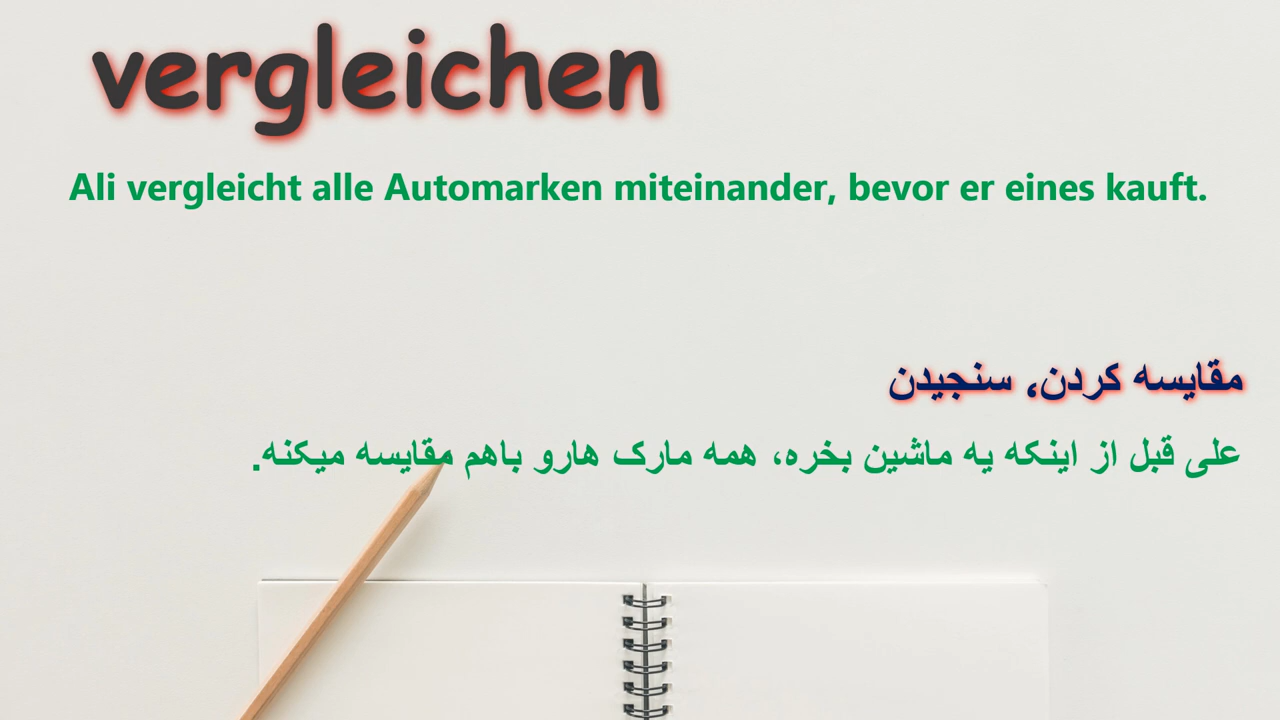 vergleichen
Ali vergleicht alle Automarken miteinander, bevor er eines kauft.
مقایسه کردن، سنجیدن
علی قبل از اینکه یه ماشین بخره، همه مارک هارو باهم مقایسه میکنه.